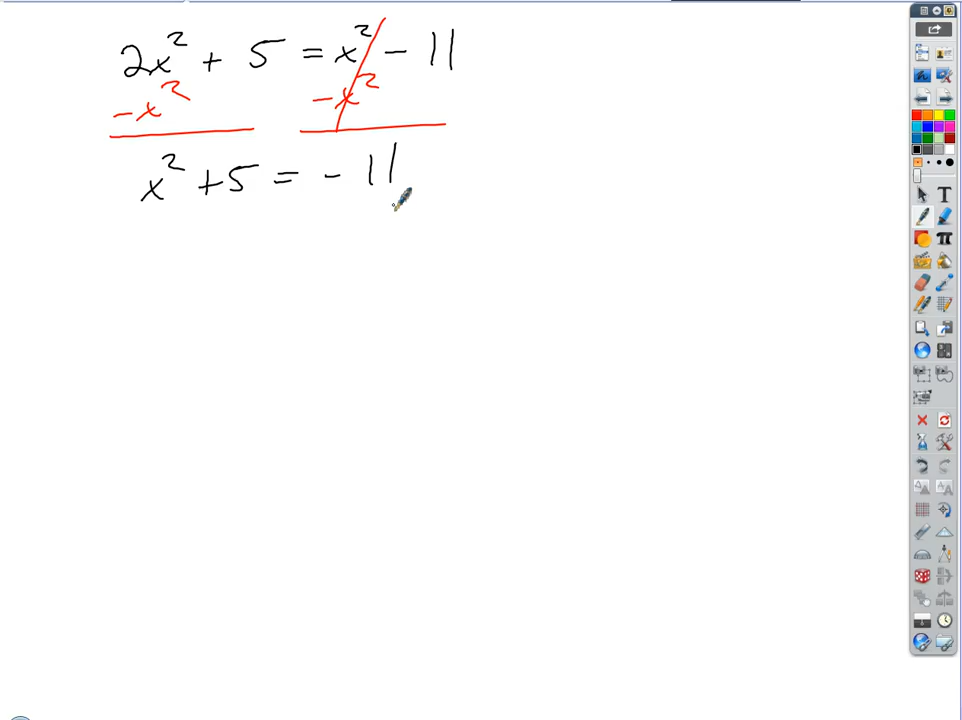 2x² + 5 = x² - 11
-x² -x²
x² + 5 = -11
T
π